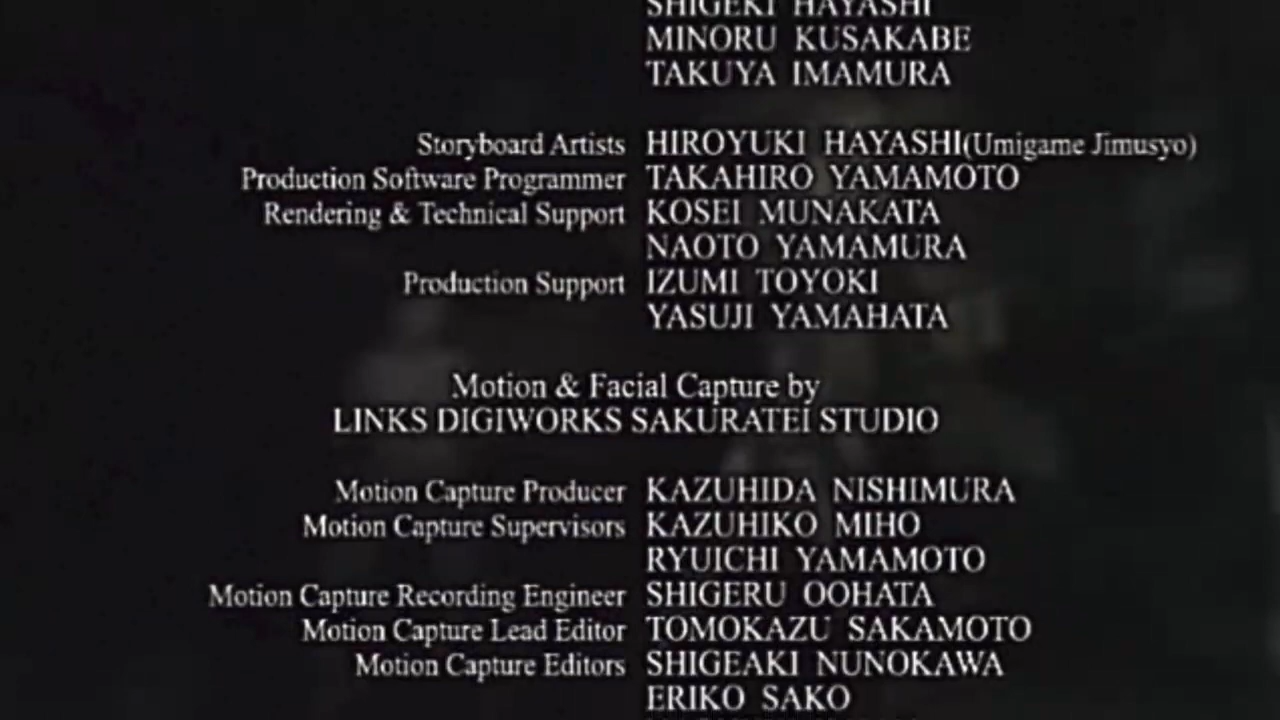 SHIGEKI HAYASHI
MINORU KUSAKABE
TAKUYA IMAMURA
Storyboard Artists HIROYUKI HAYASHI(Umigame Jimusyo)
Production Software Programmer TAKAHIRO YAMAMOTO
Rendering & Technical Support KOSEI MUNAKATA
NAOTO YAMAMURA
Production Support IZUMI TOYOKI
YASUJI YAMAHATA
Motion & Facial Capture by
LINKS DIGIWORKS SAKURATEI STUDIO
Motion Capture Producer KAZUHIDA NISHIMURA
Motion Capture Supervisors KAZUHIKO MIHO
RYUICHI YAMAMOTO
Motion Capture Recording Engineer SHIGERU OOHATA
Motion Capture Lead Editor TOMOKAZU SAKAMOTO
Motion Capture Editors SHIGEAKI NUNOKAWA
ERIKO SAKO